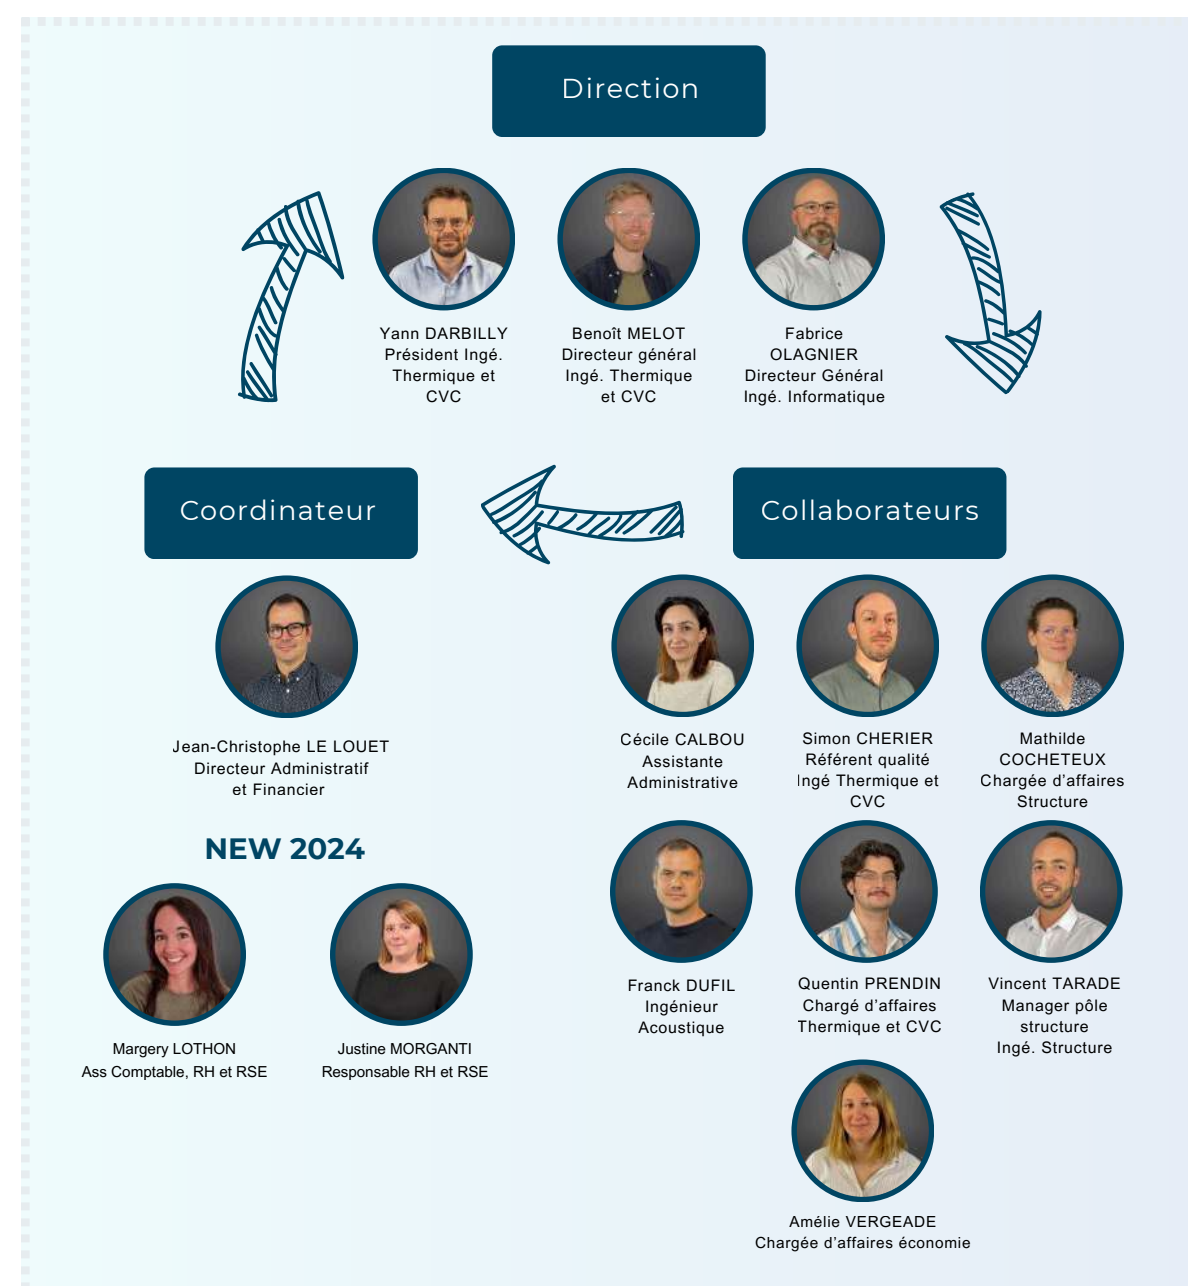 Direction
Yann DARBILLY
Président Ingé.
Thermique et
CVC
Benoît MELOT
Directeur général
Ingé. Thermique
et CVC
Fabrice
OLAGNIER
Directeur Général
Ingé. Informatique
Coordinateur
Jean-Christophe LE LOUET
Directeur Administratif
et Financier
NEW 2024
Margery LOTHON
Ass Comptable, RH et RSE
Justine MORGANTI
Responsable RH et RSE
Collaborateurs
Cécile CALBOU
Assistante
Administrative
Simon CHERIER
Référent qualité
Ingé Thermique et
CVC
Mathilde
COCHETEUX
Chargée d’affaires
Structure
Franck DUFIL
Ingénieur
Acoustique
Quentin PRENDIN
Chargé d’affaires
Thermique et CVC
Vincent TARADE
Manager pôle
structure
Ingé. Structure
Amélie VERGEADE
Chargée d’affaires économie